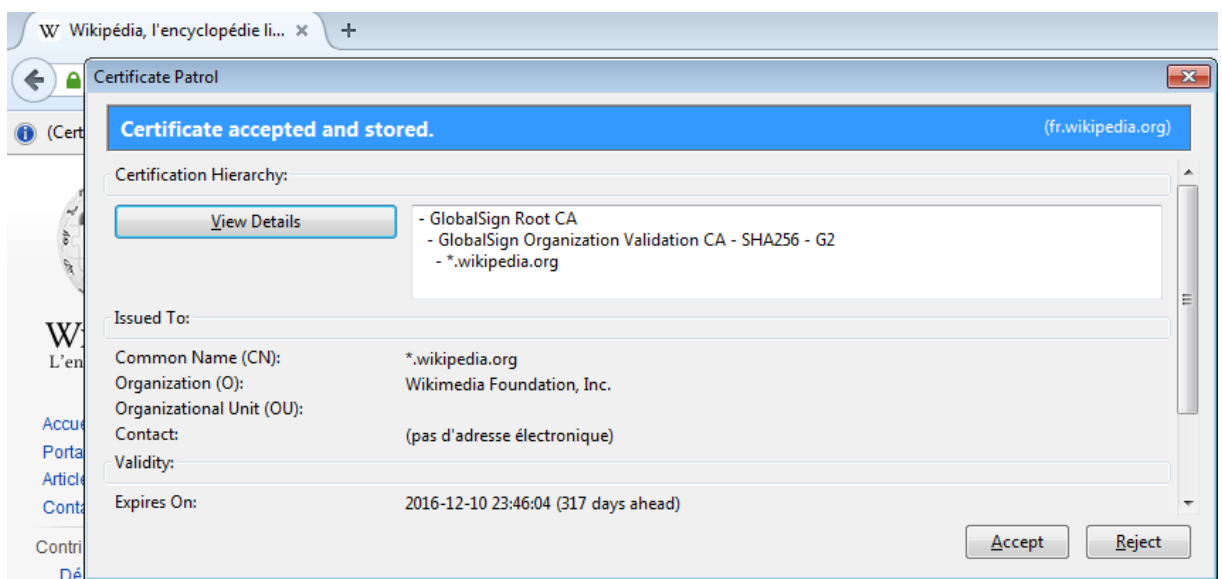 W Wikipédia, l'encyclopédie li... × +
Certificate Patrol
(Cert
Certificate accepted and stored. (fr.wikipedia.org)
Certification Hierarchy:
View Details
- GlobalSign Root CA
- GlobalSign Organization Validation CA - SHA256 - G2
- *.wikipedia.org
Issued To:
Common Name (CN): *.wikipedia.org
Organization (O): Wikimedia Foundation, Inc.
Organizational Unit (OU):
Contact: (pas d'adresse électronique)
Validity:
Expires On: 2016-12-10 23:46:04 (317 days ahead)
Accept Reject
W
L'en
Accue
Porta
Article
Conta
Contri
Dé